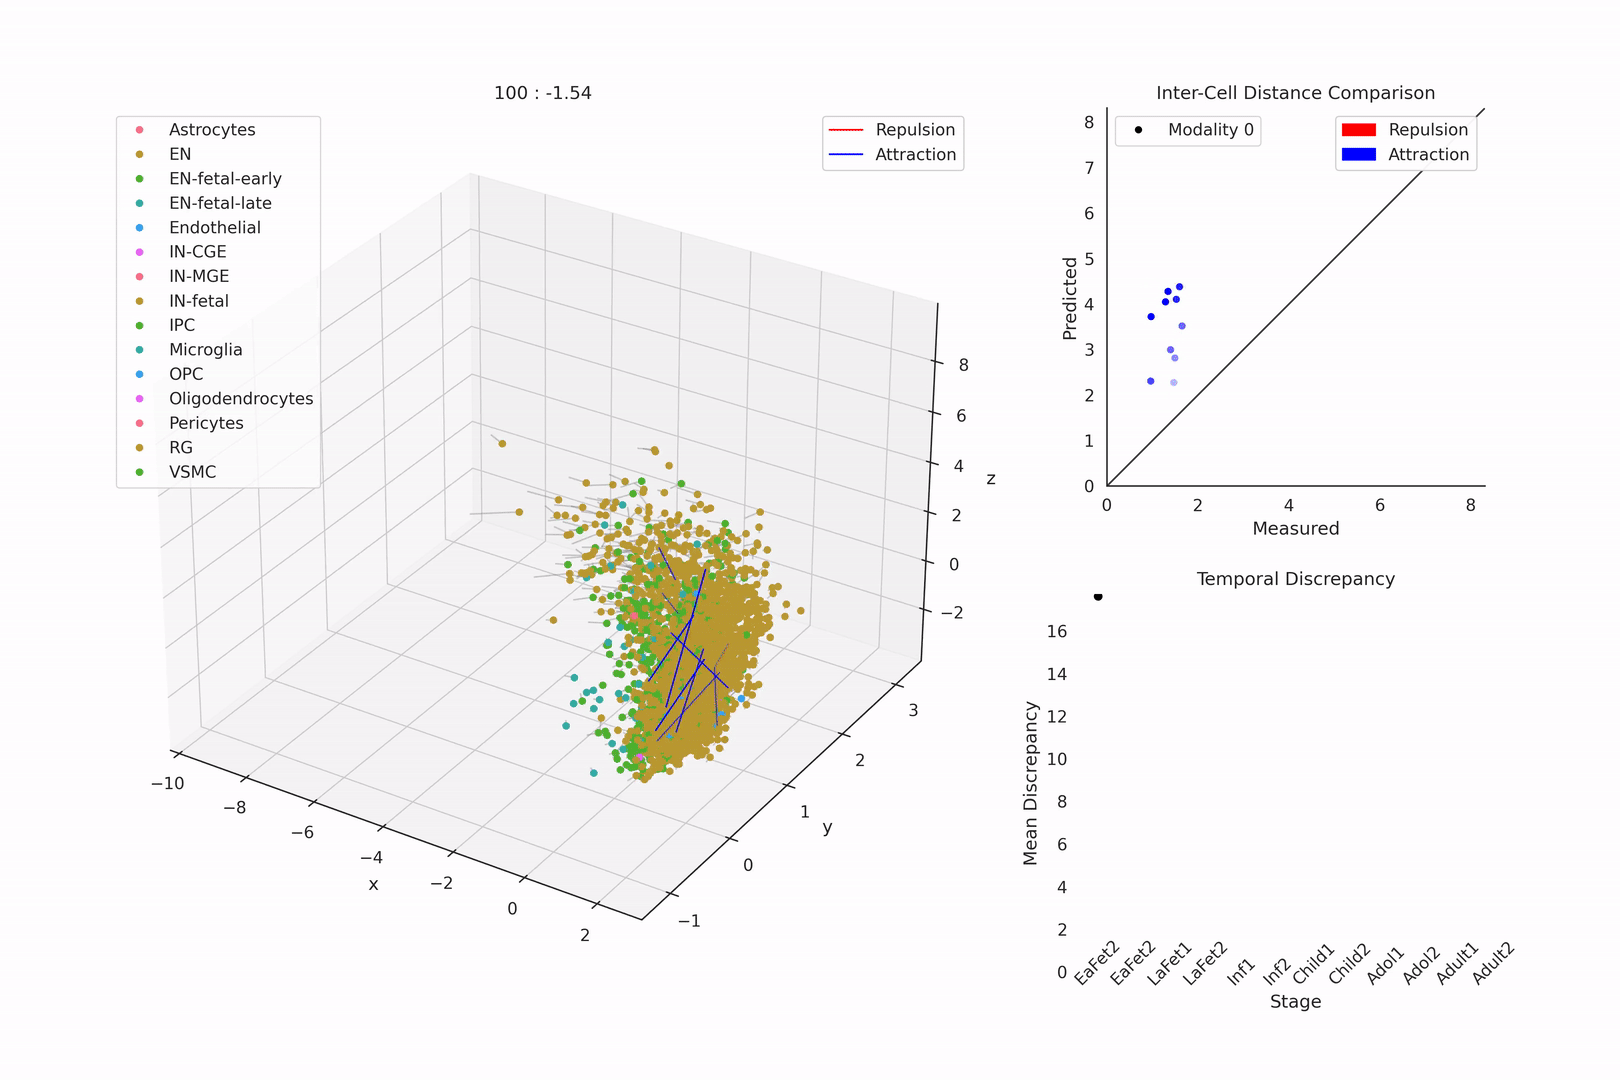 100 : -1.54
Astrocytes
EN
EN-fetal-early
EN-fetal-late
Endothelial
IN-CGE
IN-MGE
IN-fetal
IPC
Microglia
OPC
Oligodendrocytes
Pericytes
RG
VSMC
Repulsion
Attraction
8
6
4
2
0
−2
z
−10
−8
−6
−4
−2
0
2
x
−1
0
1
2
3
y
Inter-Cell Distance Comparison
Modality 0
Repulsion
Attraction
8
7
6
5
4
3
2
1
0
Predicted
0
2
4
6
8
Measured
Temporal Discrepancy
16
14
12
10
8
6
4
2
0
Mean Discrepancy
EaFet2
EaFet2
LaFet1
LaFet2
Inf1
Inf2
Child1
Child2
Adol1
Adol2
Adult1
Adult2
Stage